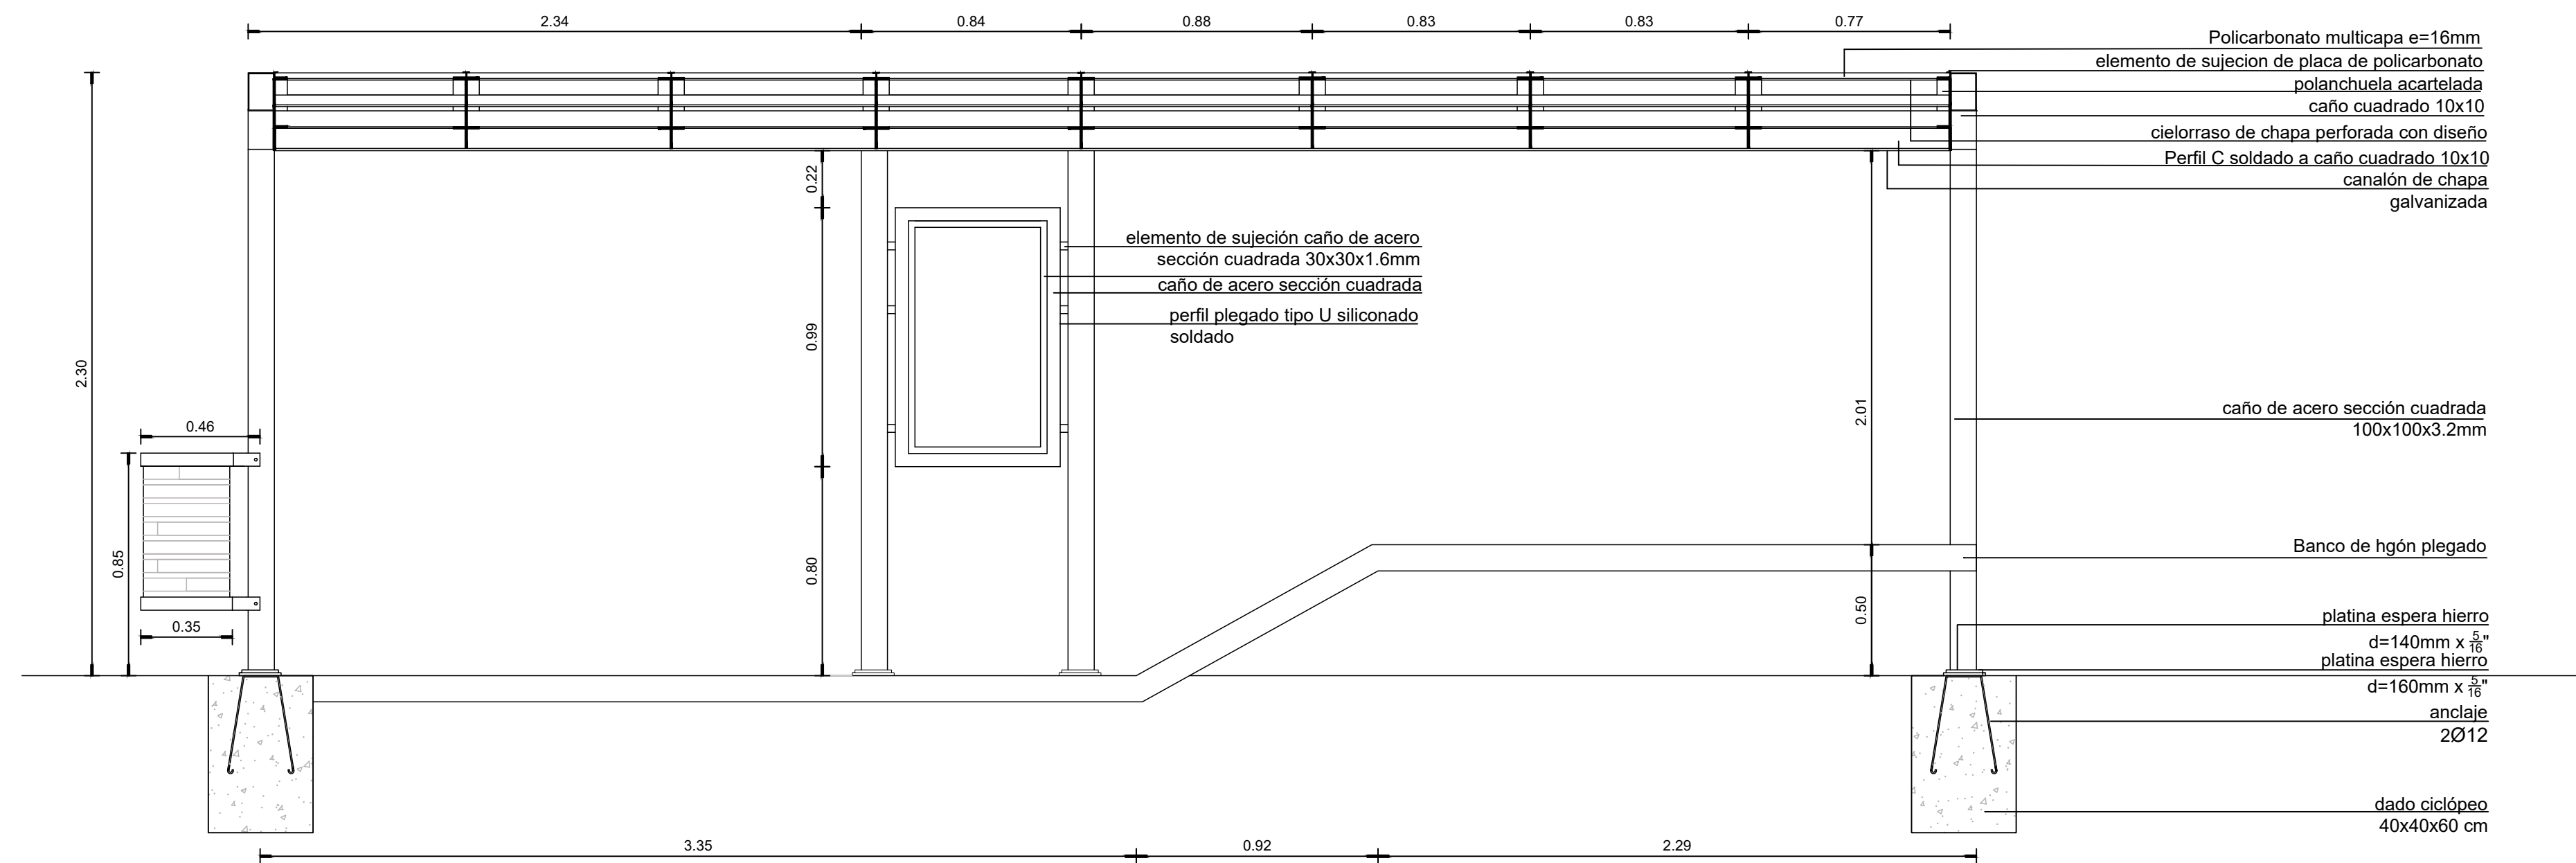 2.34
0.84
0.88
0.83
0.83
0.77
Policarbonato multicapa e=16mm
elemento de sujecion de placa de policarbonato
polanchuela acartelada
caño cuadrado 10x10
cielorraso de chapa perforada con diseño
Perfil C soldado a caño cuadrado 10x10
canalón de chapa
galvanizada
0.22
elemento de sujeción caño de acero
sección cuadrada 30x30x1.6mm
caño de acero sección cuadrada
perfil plegado tipo U siliconado
soldado
0.99
2.30
2.01
caño de acero sección cuadrada
100x100x3.2mm
0.46
0.85
0.80
0.50
Banco de hgón plegado
0.35
platina espera hierro
d=140mm x 5/16"
platina espera hierro
d=160mm x 5/16"
anclaje
2Ø12
dado ciclópeo
40x40x60 cm
3.35
0.92
2.29